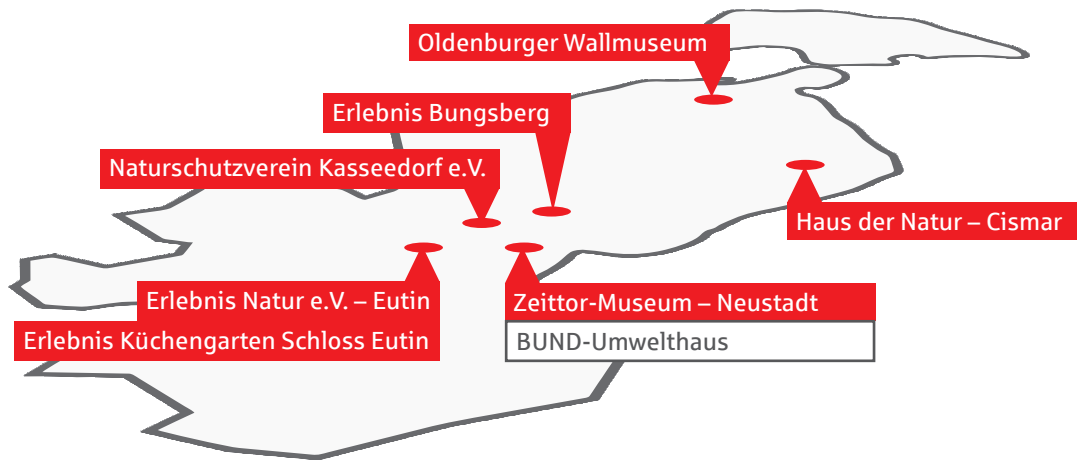 Oldenburger Wallmuseum
Erlebnis Bungsberg
Naturschutzverein Kasseedorf e.V.
Haus der Natur – Cismar
Erlebnis Natur e.V. – Eutin
Erlebnis Küchengarten Schloss Eutin
Zeittor-Museum – Neustadt
BUND-Umwelthaus